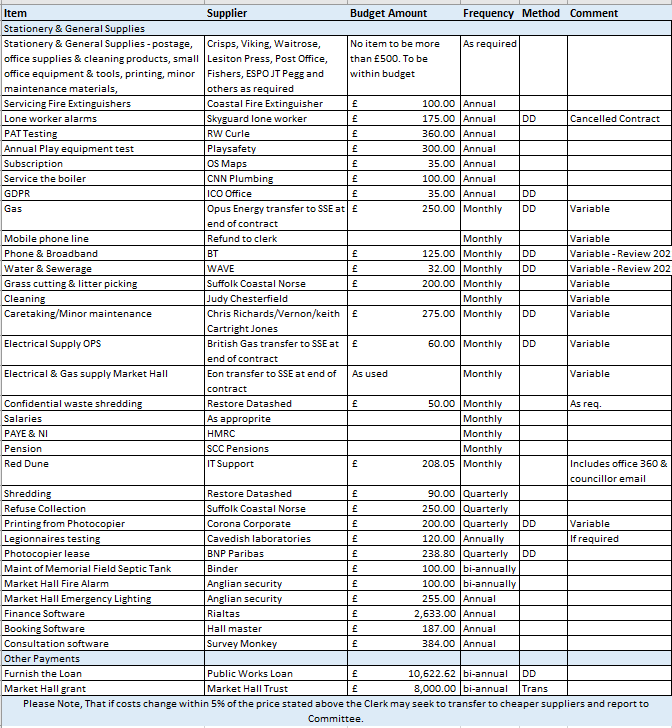 Item Supplier Budget Amount Frequency Method Comment
Stationery & General Supplies
Stationery & General Supplies - postage, Crisps, Viking, Waitrose, No item to be more As required
office supplies & cleaning products, small Lesiton Press, Post Office, than £500. To be
office equipment & tools, printing, minor Fishers, ESPO JT Pegg and within budget
maintenance materials, others as required
Servicing Fire Extinguishers Coastal Fire Extinguisher £ 100.00 Annual
Lone worker alarms Skyguard lone worker £ 175.00 Annual DD Cancelled Contract
PAT Testing RW Curle £ 360.00 Annual
Annual Play equipment test Playsafety £ 300.00 Annual
Subscription OS Maps £ 35.00 Annual
Service the boiler CNN Plumbing £ 100.00 Annual
GDPR ICO Office £ 35.00 Annual DD
Gas Opus Energy transfer to SSE at £ 250.00 Monthly DD Variable
end of contract
Mobile phone line Refund to clerk Monthly Variable
Phone & Broadband BT £ 125.00 Monthly DD Variable - Review 202
Water & Sewerage WAVE £ 32.00 Monthly DD Variable - Review 202
Grass cutting & litter picking Suffolk Coastal Norse £ 200.00 Monthly Variable
Cleaning Judy Chesterfield Monthly Variable
Caretaking/Minor maintenance Chris Richards/Vernon/keith £ 275.00 Monthly DD Variable
Cartright Jones
Electrical Supply OPS British Gas transfer to SSE at £ 60.00 Monthly DD Variable
end of contract
Electrical & Gas supply Market Hall Eon transfer to SSE at end of As used Monthly Variable
contract
Confidential waste shredding Restore Datashed £ 50.00 Monthly As req.
Salaries As approprite Monthly
PAYE & NI HMRC Monthly
Pension SCC Pensions Monthly
Red Dune IT Support £ 208.05 Monthly Includes office 360 &
councillor email
Shredding Restore Datashed £ 90.00 Quarterly
Refuse Collection Suffolk Coastal Norse £ 250.00 Quarterly
Printing from Photocopier Corona Corporate £ 200.00 Quarterly DD Variable
Legionnaires testing Cavedish laboratories £ 120.00 Annually If required
Photocopier lease BNP Paribas £ 238.80 Quarterly DD
Maint of Memorial Field Septic Tank Binder £ 100.00 bi-annually
Market Hall Fire Alarm Anglian security £ 100.00 bi-annually
Market Hall Emergency Lighting Anglian security £ 255.00 Annual
Finance Software Rialtas £ 2,633.00 Annual
Booking Software Hall master £ 187.00 Annual
Consultation software Survey Monkey £ 384.00 Annual
Other Payments
Furnish the Loan Public Works Loan £ 10,622.62 bi-annual DD
Market Hall grant Market Hall Trust £ 8,000.00 bi-annual Trans
Please Note, That if costs change within 5% of the price stated above the Clerk may seek to transfer to cheaper suppliers and report to
Committee.